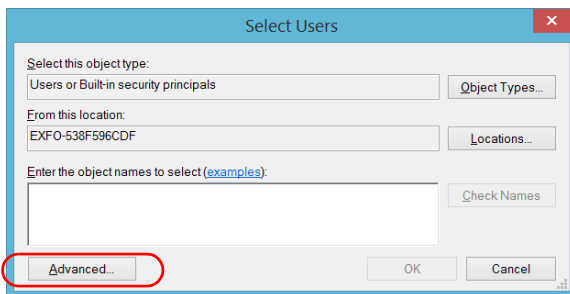 Select Users
Select this object type:
Users or Built-in security principals
Object Types...
From this location:
EXFO-538F596CDF
Locations...
Enter the object names to select (examples):
Check Names
Advanced...
OK
Cancel